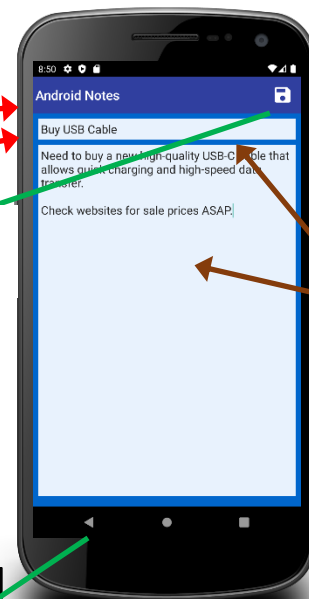 8:50
Android Notes
Buy USB Cable
Need to buy a new high-quality USB-C cable that
allows quick charging and high-speed data
transfer.
Check websites for sale prices ASAP.